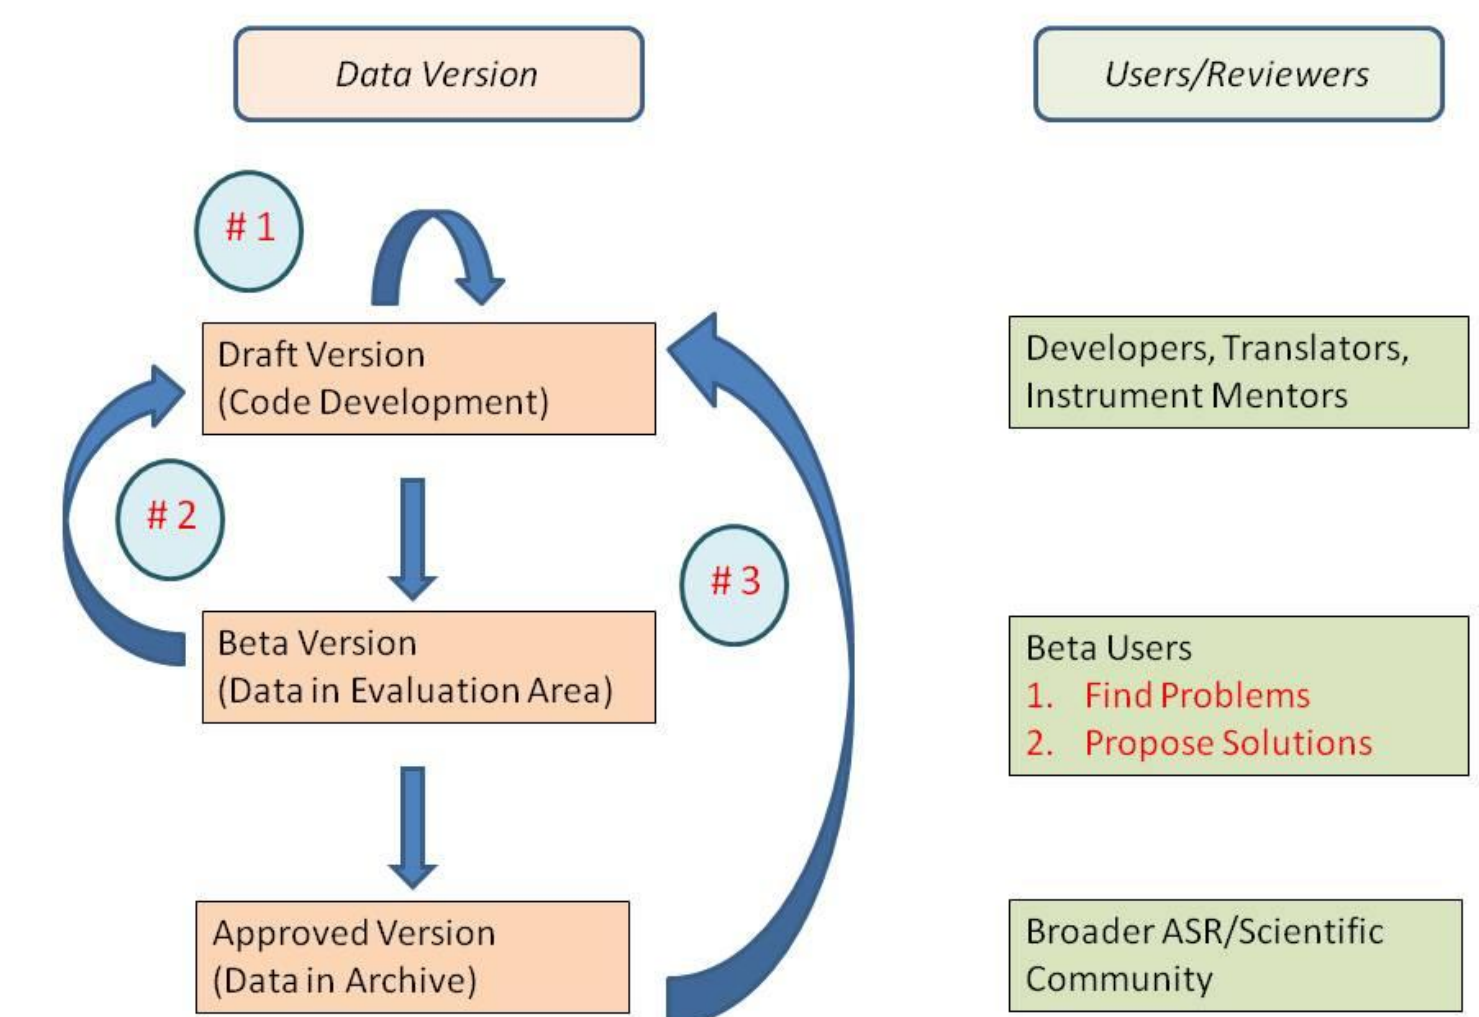 Data Version
Users/Reviewers
# 1
Draft Version
(Code Development)
Developers, Translators,
Instrument Mentors
# 2
# 3
Beta Version
(Data in Evaluation Area)
Beta Users
1. Find Problems
2. Propose Solutions
Approved Version
(Data in Archive)
Broader ASR/Scientific
Community